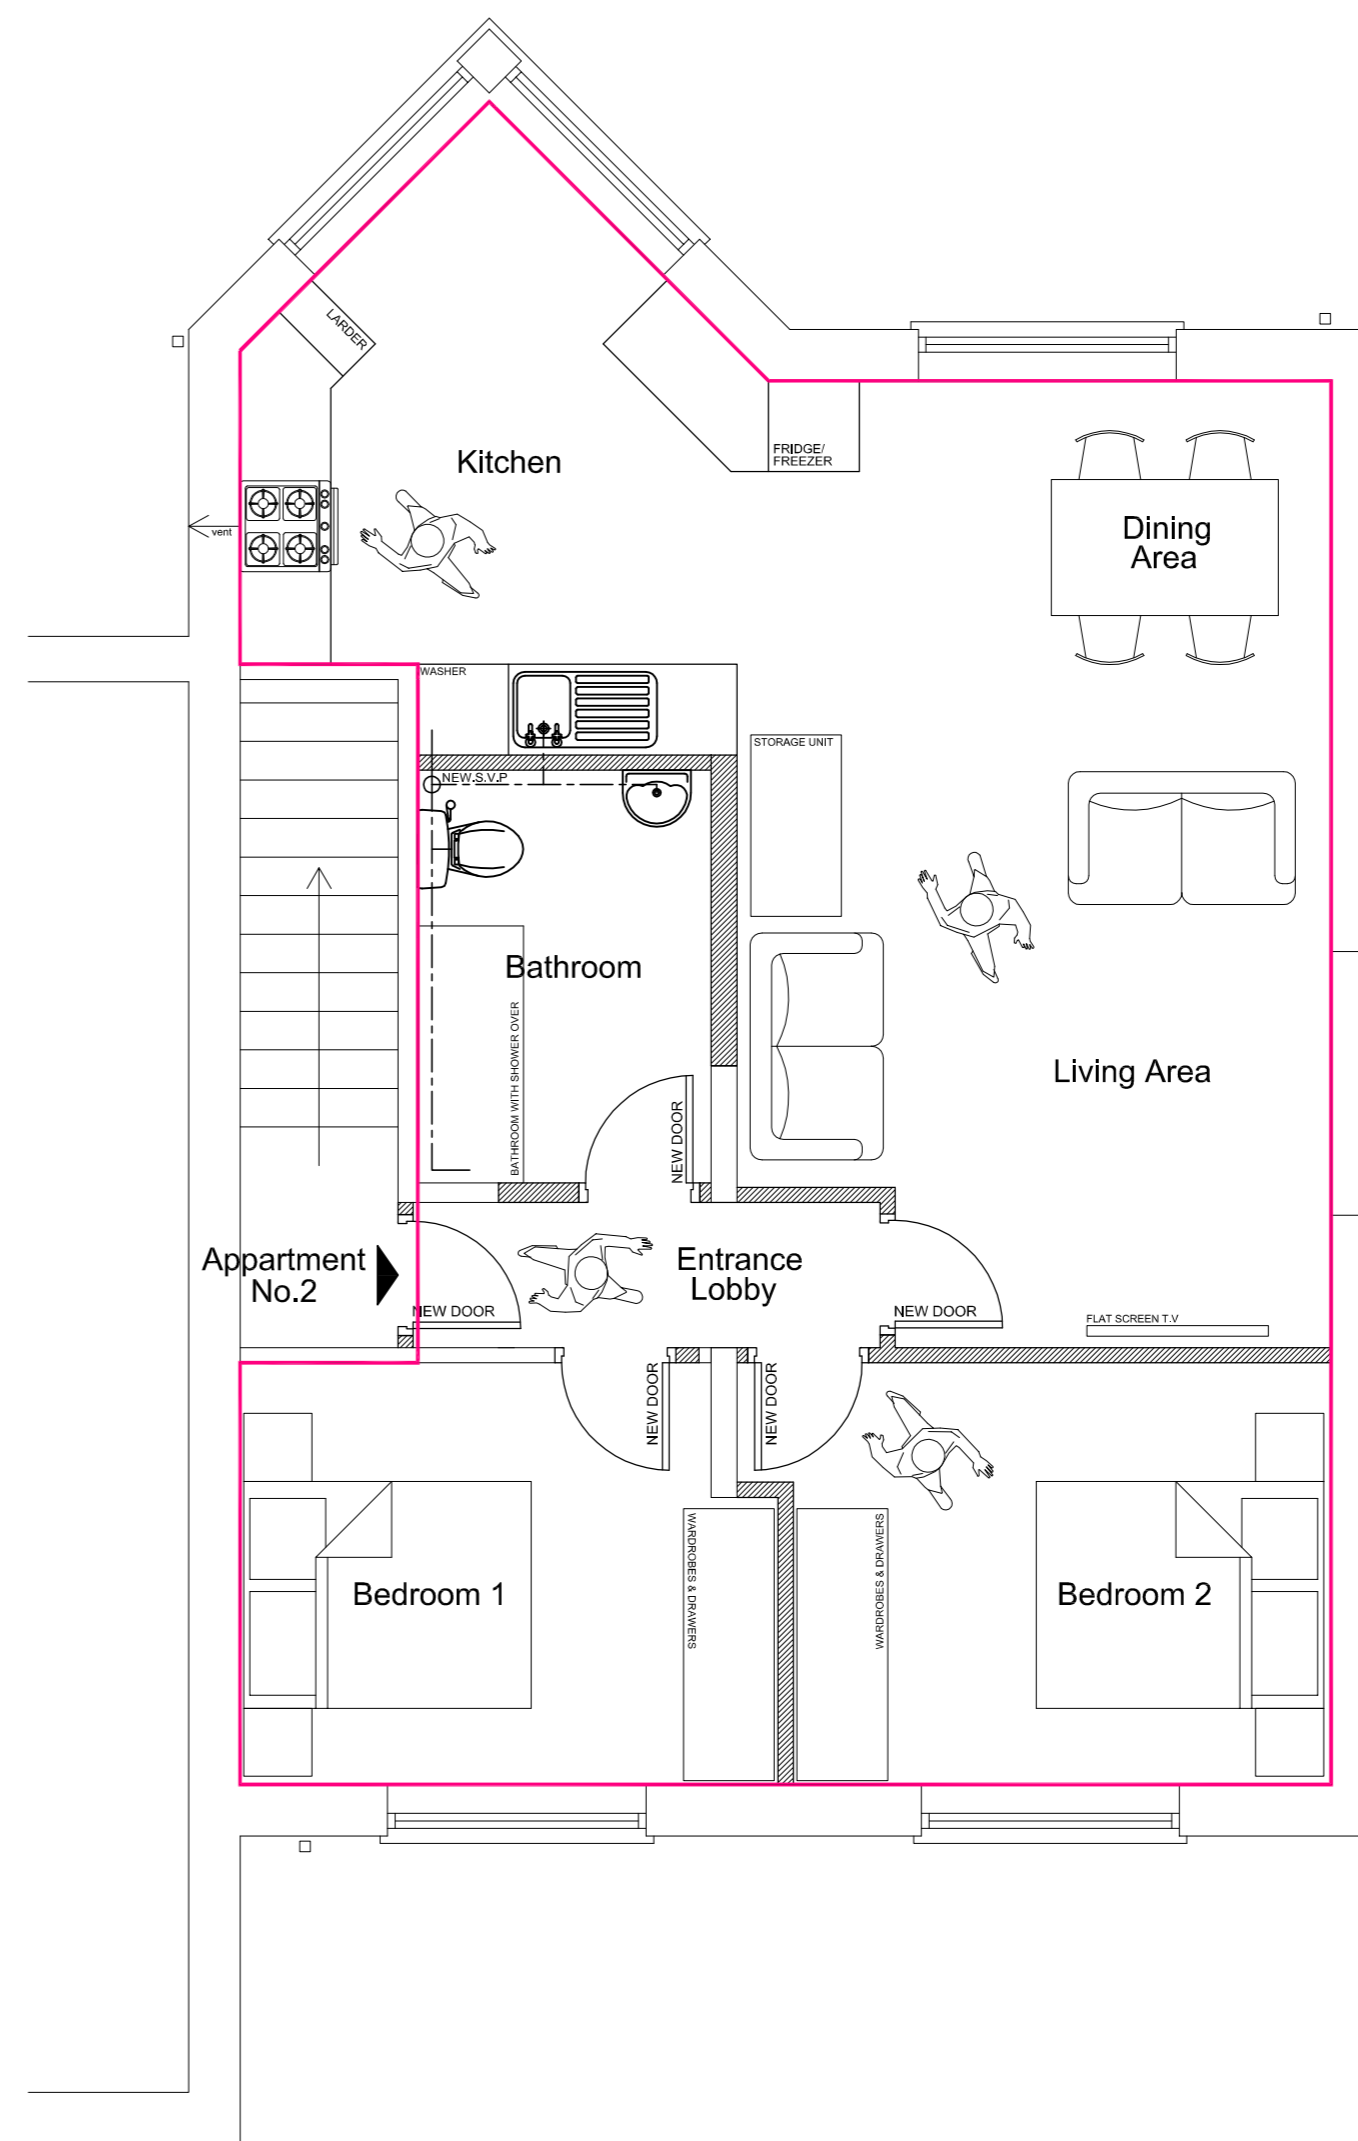 LARDER
Kitchen
FRIDGE/
FREEZER
Dining
Area
vent
WASHER
STORAGE UNIT
NEW.S.V.P
Bathroom
BATHROOM WITH SHOWER OVER
Living Area
NEW DOOR
Appartment
No.2
Entrance
Lobby
NEW DOOR
NEW DOOR
FLAT SCREEN T.V
NEW DOOR
NEW DOOR
WARDROBES & DRAWERS
WARDROBES & DRAWERS
Bedroom 1
Bedroom 2